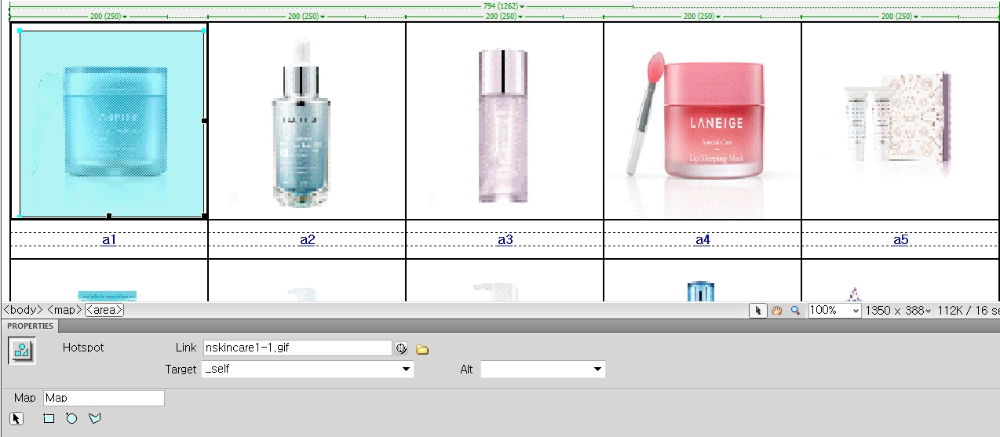 794 (1262)
200 (250) 200 (250) 200 (250) 200 (250) 200 (250)
LANEIGE
Special Care
Lip Sleeping Mask
a1 a2 a3 a4 a5
<body> <map> <area> 100% 1350 x 388 112K / 16 se
PROPERTIES
Hotspot Link nskincare1-1.gif
Target _self Alt
Map Map